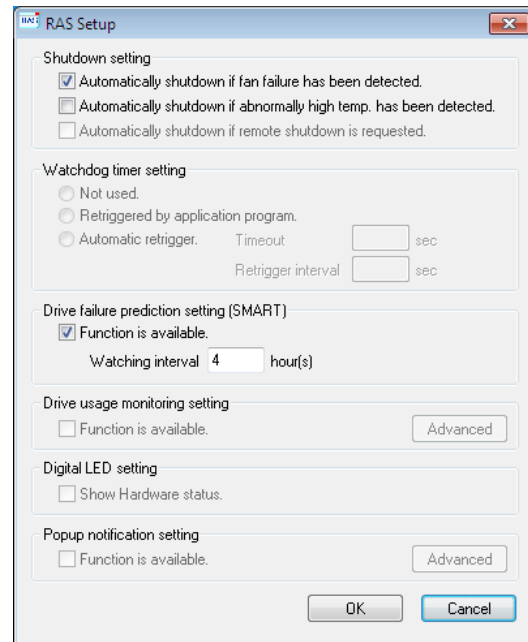 RAS RAS Setup
Shutdown setting
Automatically shutdown if fan failure has been detected.
Automatically shutdown if abnormally high temp. has been detected.
Automatically shutdown if remote shutdown is requested.
Watchdog timer setting
Not used.
Retriggered by application program.
Automatic retrigger. Timeout sec
Retrigger interval sec
Drive failure prediction setting (SMART)
Function is available.
Watching interval 4 hour(s)
Drive usage monitoring setting
Function is available. Advanced
Digital LED setting
Show Hardware status.
Popup notification setting
Function is available. Advanced
OK Cancel